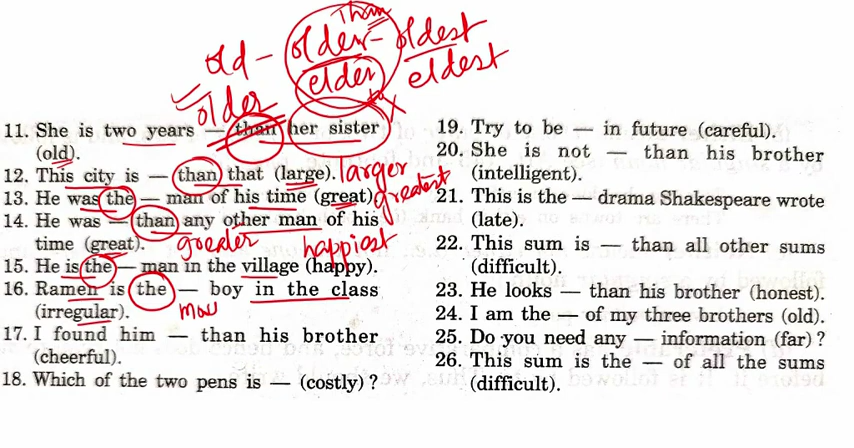 than
old - older - oldest
elder eldest
older to X
11. She is two years — than her sister
(old).
12. This city is — than that (large). larger
13. He was the — man of his time (great). greatest
14. He was — than any other man of his
time (great). greater happiest
15. He is the — man in the village (happy).
16. Ramen is the — boy in the class
(irregular).
17. I found him — than his brother
(cheerful).
18. Which of the two pens is — (costly) ?
19. Try to be — in future (careful).
20. She is not — than his brother
(intelligent).
21. This is the — drama Shakespeare wrote
(late).
22. This sum is — than all other sums
(difficult).
23. He looks — than his brother (honest).
24. I am the — of my three brothers (old).
25. Do you need any — information (far) ?
26. This sum is the — of all the sums
(difficult).